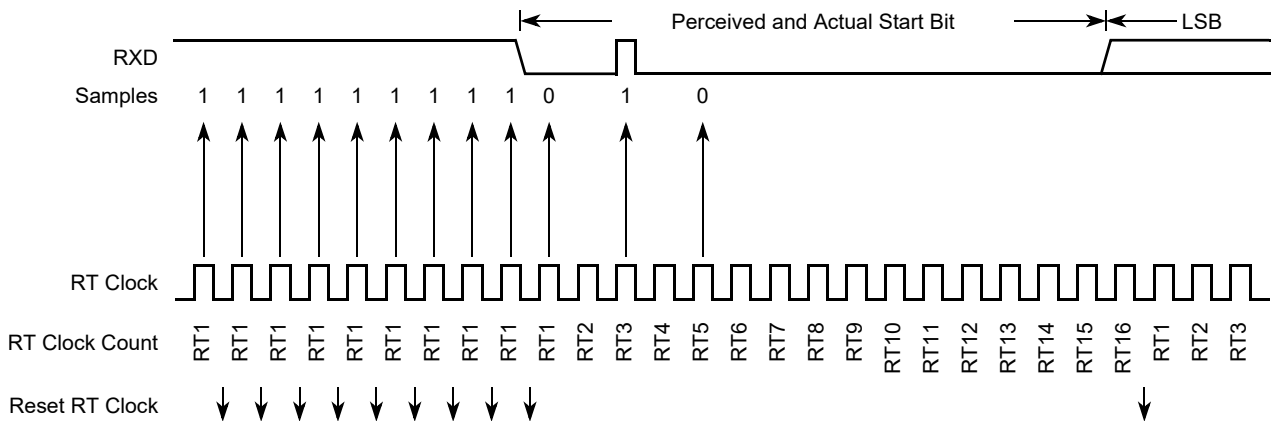 Perceived and Actual Start Bit LSB
RXD
Samples 1 1 1 1 1 1 1 1 1 0 1 0
RT Clock
RT Clock Count RT1 RT1 RT1 RT1 RT1 RT1 RT1 RT1 RT1 RT1 RT2 RT3 RT4 RT5 RT6 RT7 RT8 RT9 RT10 RT11 RT12 RT13 RT14 RT15 RT16 RT1 RT2 RT3
Reset RT Clock